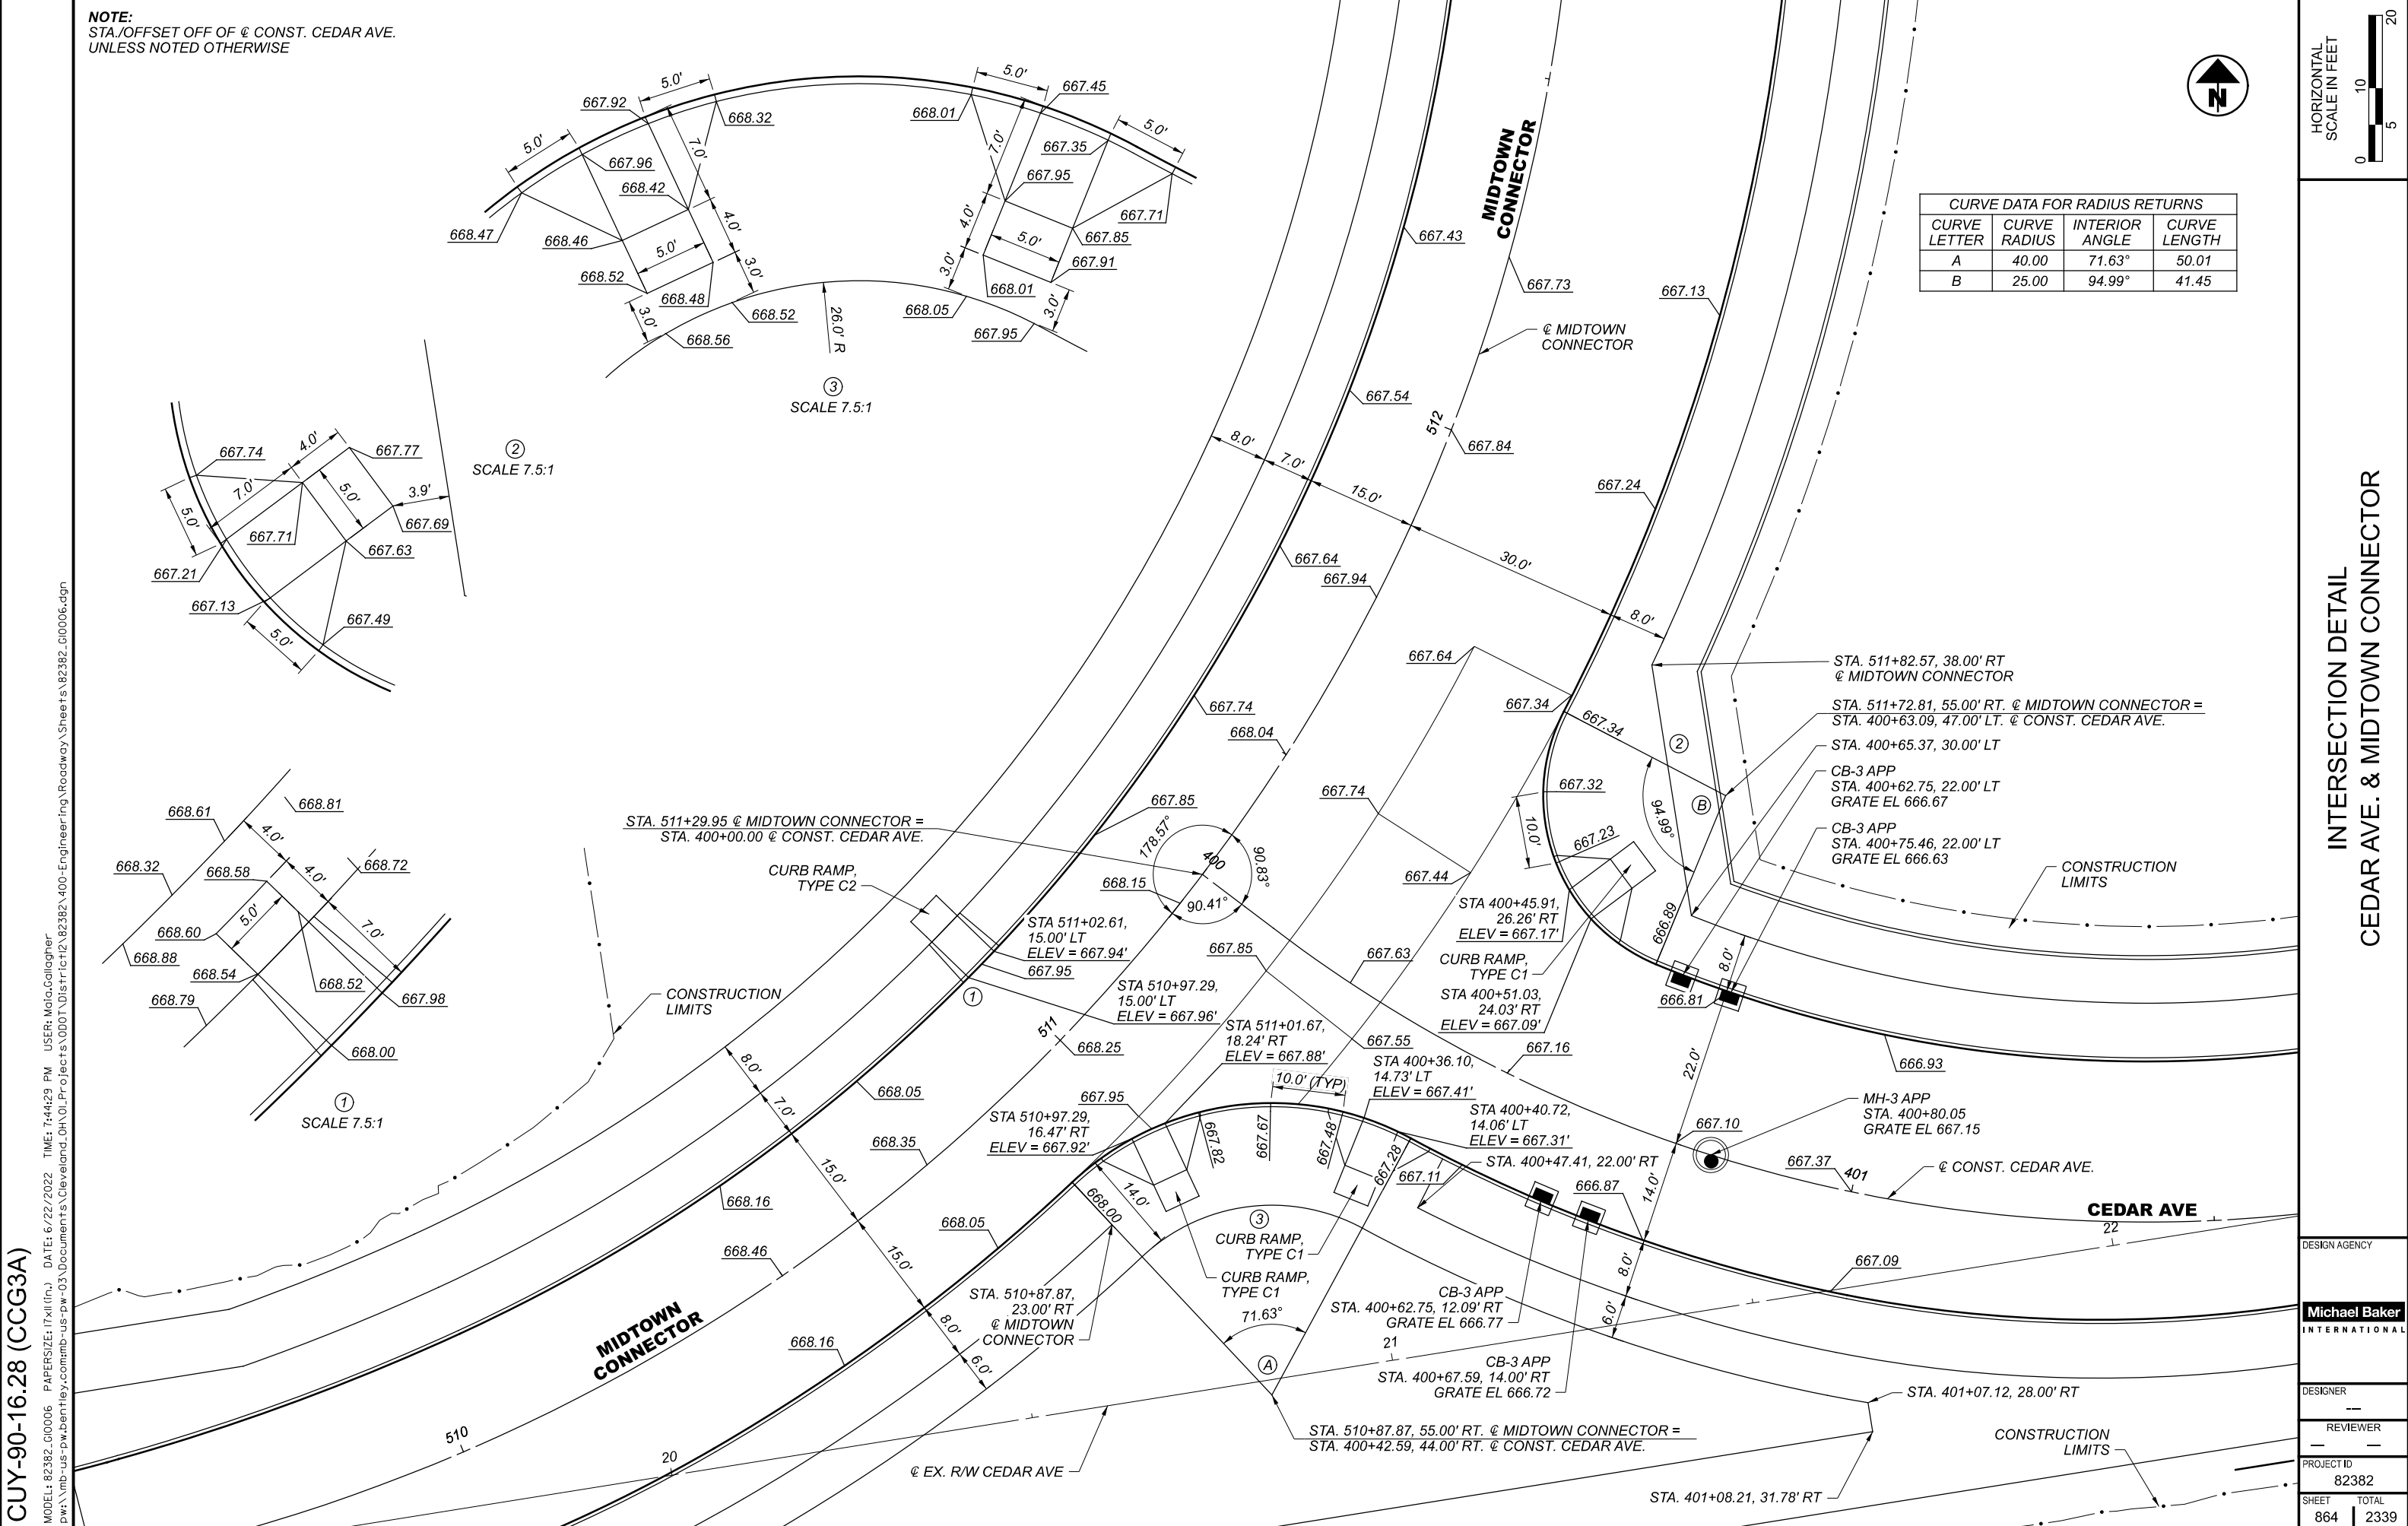 NOTE:
STA./OFFSET OFF OF ℄ CONST. CEDAR AVE.
UNLESS NOTED OTHERWISE
5.0'
667.92
5.0'
668.32
5.0'
667.45
668.01
5.0'
667.96
7.0'
7.0'
667.35
5.0'
668.42
667.95
668.47
668.46
4.0'
4.0'
667.71
5.0'
5.0'
667.85
668.52
3.0'
3.0'
667.91
668.48
668.01
3.0'
668.52
668.05
3.0'
668.56
26.0' R
667.95
3
SCALE 7.5:1
667.74
4.0'
667.77
2
SCALE 7.5:1
7.0'
5.0'
3.9'
5.0'
667.71
667.69
667.63
667.21
667.13
667.49
5.0'
668.61
668.81
4.0'
668.32
668.58
4.0'
668.72
5.0'
668.60
7.0'
668.88
668.54
668.52
668.79
667.98
668.00
1
SCALE 7.5:1
MIDTOWN
CONNECTOR
667.43
667.73
667.13
℄ MIDTOWN
CONNECTOR
667.54
512
667.84
8.0'
7.0'
15.0'
667.24
30.0'
667.64
667.94
8.0'
667.64
667.34
667.34
667.74
668.04
STA. 511+82.57, 38.00' RT
℄ MIDTOWN CONNECTOR
STA. 511+72.81, 55.00' RT. ℄ MIDTOWN CONNECTOR =
STA. 400+63.09, 47.00' LT. ℄ CONST. CEDAR AVE.
2
STA. 400+65.37, 30.00' LT
CB-3 APP
STA. 400+62.75, 22.00' LT
GRATE EL 666.67
B
94.99°
CB-3 APP
STA. 400+75.46, 22.00' LT
GRATE EL 666.63
CONSTRUCTION
LIMITS
667.85
667.74
667.32
10.0'
667.23
STA. 511+29.95 ℄ MIDTOWN CONNECTOR =
STA. 400+00.00 ℄ CONST. CEDAR AVE.
178.57°
400
90.83°
90.41°
668.15
667.44
CURB RAMP,
TYPE C2
STA 511+02.61,
15.00' LT
ELEV = 667.94'
667.95
1
STA 510+97.29,
15.00' LT
ELEV = 667.96'
511
668.25
667.85
667.63
STA 400+45.91,
26.26' RT
ELEV = 667.17'
CURB RAMP,
TYPE C1
STA 400+51.03,
24.03' RT
ELEV = 667.09'
666.89
666.81
8.0'
22.0'
666.93
CONSTRUCTION
LIMITS
8.0'
7.0'
15.0'
668.05
STA 511+01.67,
18.24' RT
ELEV = 667.88'
667.55
667.16
10.0' (TYP)
STA 400+36.10,
14.73' LT
ELEV = 667.41'
667.95
STA 510+97.29,
16.47' RT
ELEV = 667.92'
STA 400+40.72,
14.06' LT
ELEV = 667.31'
667.82
667.67
667.48
667.28
667.11
STA. 400+47.41, 22.00' RT
667.10
MH-3 APP
STA. 400+80.05
GRATE EL 667.15
667.37
401
℄ CONST. CEDAR AVE.
CEDAR AVE
22
666.87
14.0'
668.35
668.16
668.46
15.0'
668.05
668.00
14.0'
3
CURB RAMP,
TYPE C1
CURB RAMP,
TYPE C1
STA. 510+87.87,
23.00' RT
℄ MIDTOWN
CONNECTOR
MIDTOWN
CONNECTOR
668.16
8.0'
6.0'
71.63°
A
CB-3 APP
STA. 400+62.75, 12.09' RT
GRATE EL 666.77
21
CB-3 APP
STA. 400+67.59, 14.00' RT
GRATE EL 666.72
8.0'
6.0'
667.09
STA. 401+07.12, 28.00' RT
STA. 510+87.87, 55.00' RT. ℄ MIDTOWN CONNECTOR =
STA. 400+42.59, 44.00' RT. ℄ CONST. CEDAR AVE.
510
20
℄ EX. R/W CEDAR AVE
STA. 401+08.21, 31.78' RT
CONSTRUCTION
LIMITS
N
CURVE DATA FOR RADIUS RETURNS
CURVE LETTER CURVE RADIUS INTERIOR ANGLE CURVE LENGTH
A 40.00 71.63° 50.01
B 25.00 94.99° 41.45
HORIZONTAL
SCALE IN FEET
0 5 10 20
INTERSECTION DETAIL
CEDAR AVE. & MIDTOWN CONNECTOR
DESIGN AGENCY
Michael Baker
INTERNATIONAL
DESIGNER
---
REVIEWER
— —
PROJECT ID
82382
SHEET TOTAL
864 2339
CUY-90-16.28 (CCG3A)
MODEL: 82382_GI0006 PAPERSIZE: 17x11 (in.) DATE: 6/22/2022 TIME: 7:44:29 PM USER: Maia.Gallagher
pw:\\mb-us-pw.bentley.com:mb-us-pw-03\Documents\Cleveland_OH\01_Projects\ODOT\District12\82382\400-Engineering\Roadway\Sheets\82382_GI0006.dgn